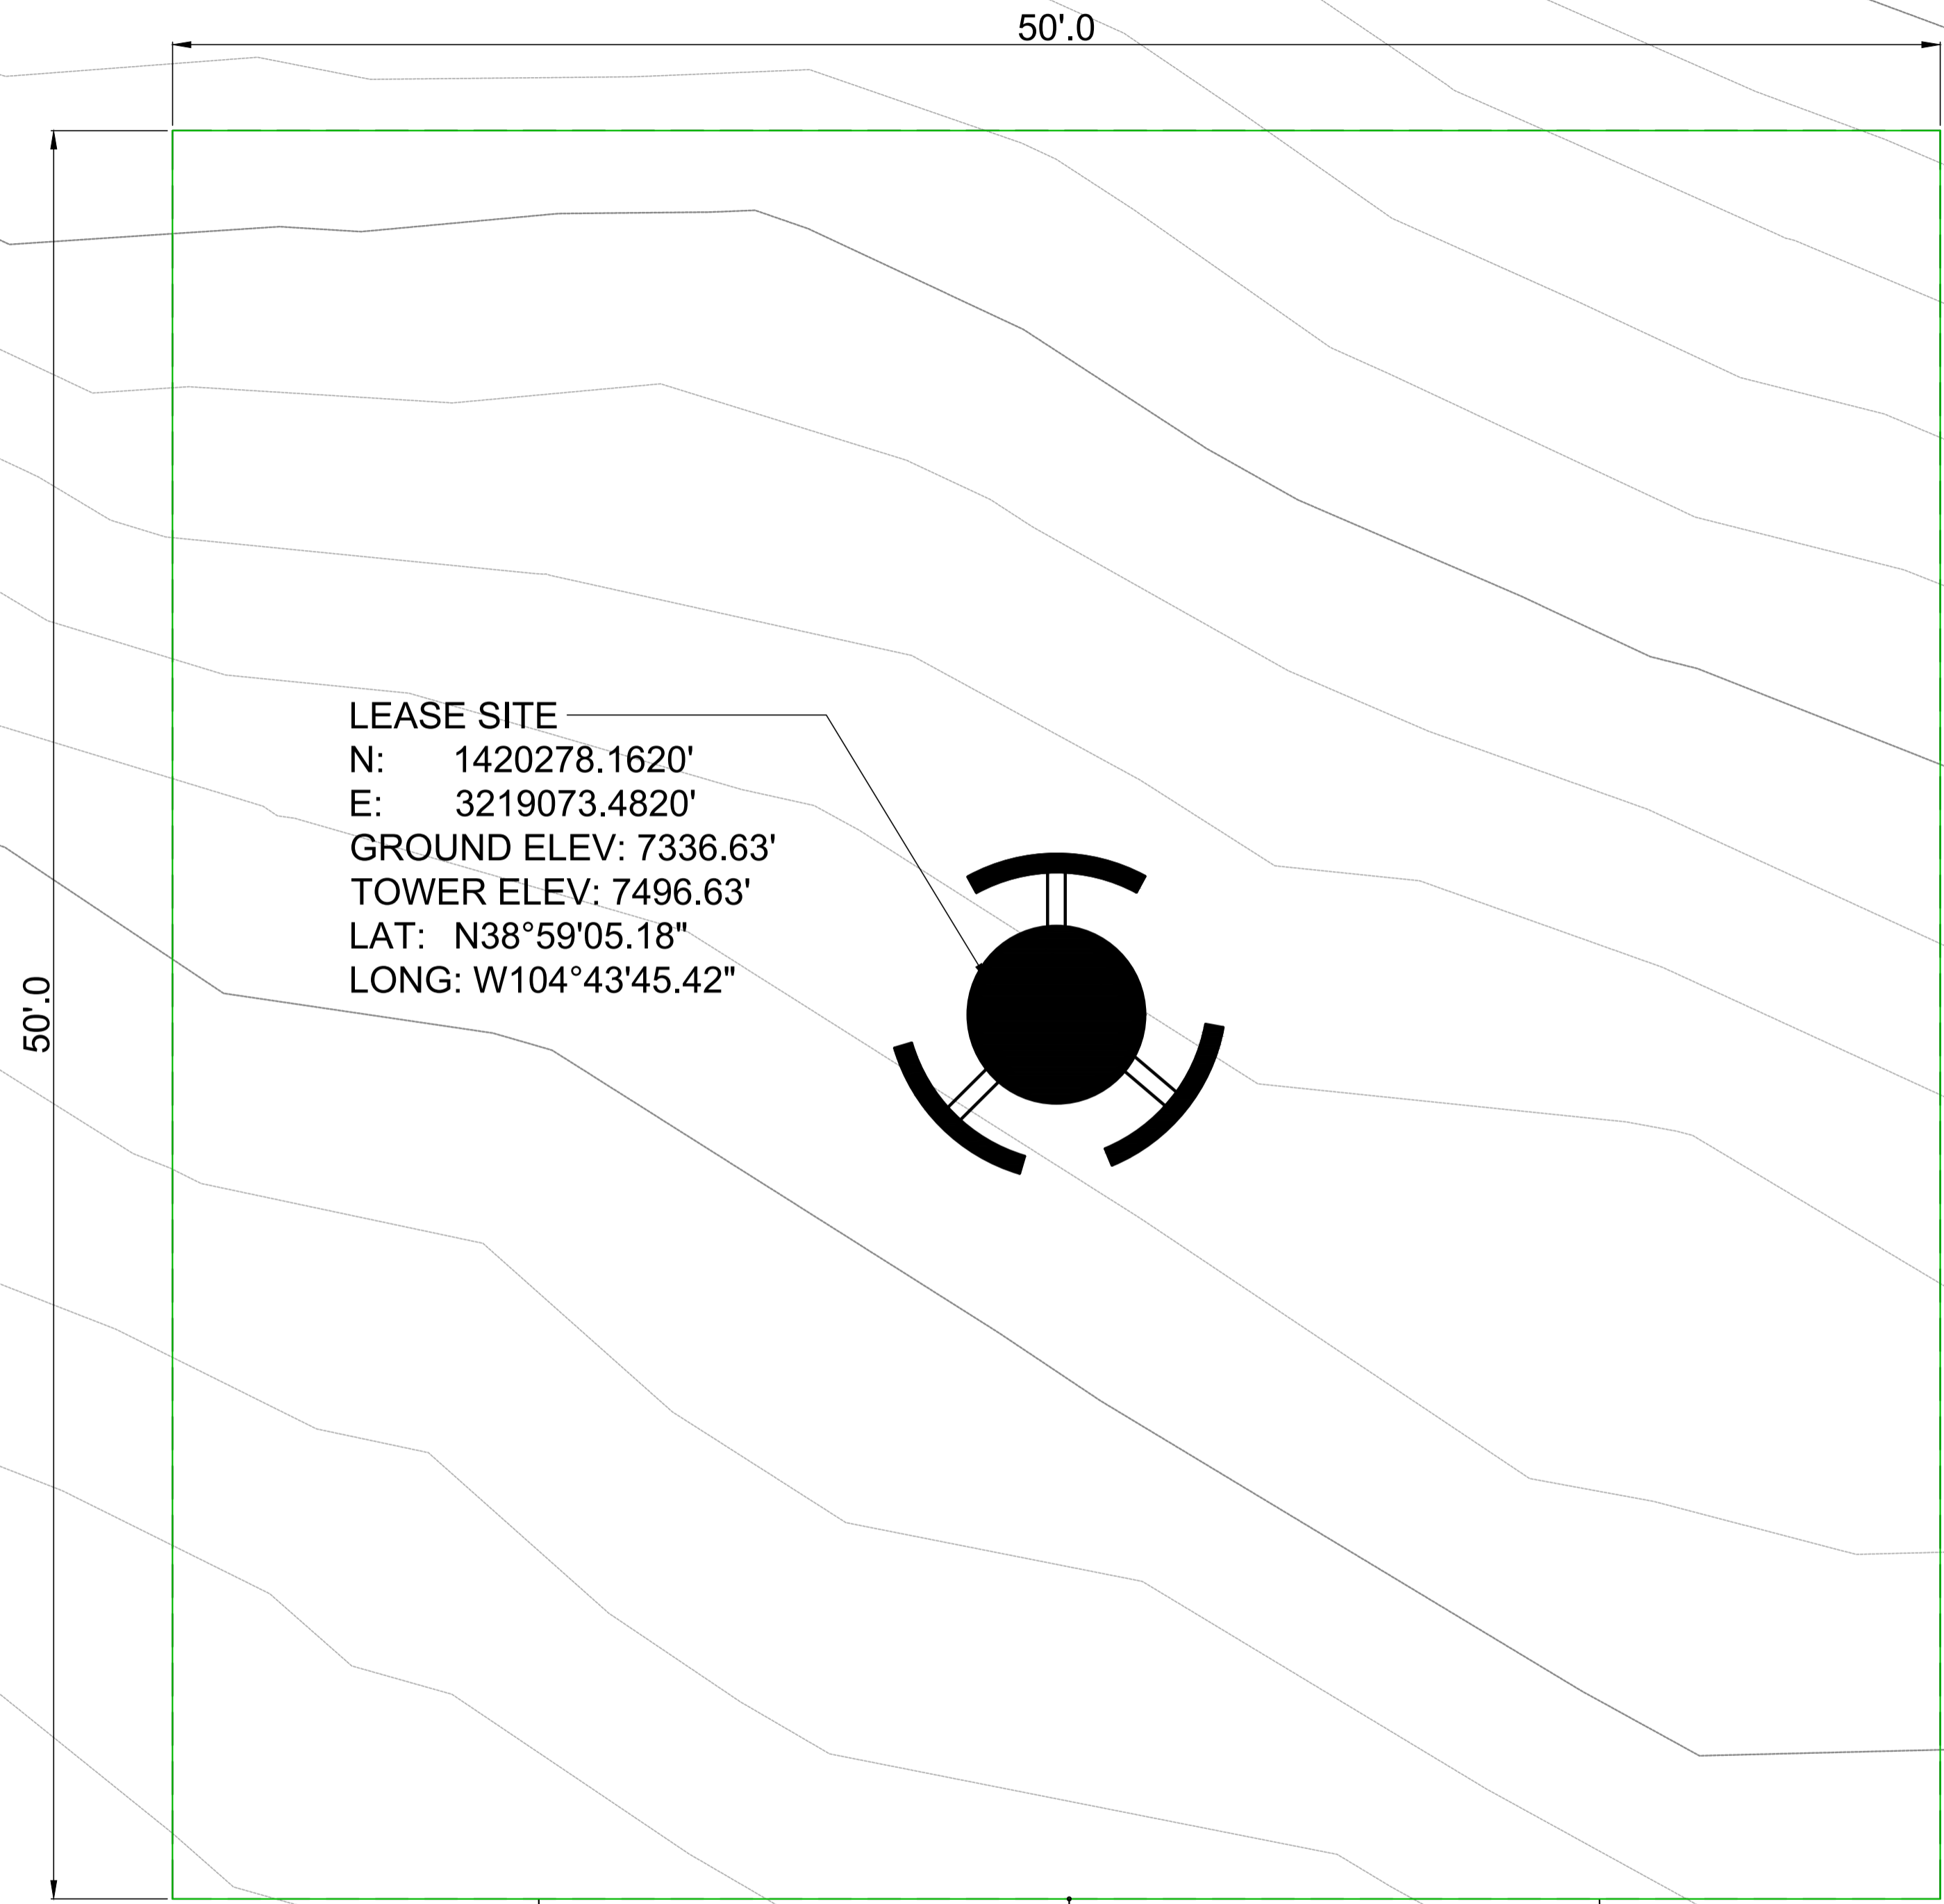 50'.0
LEASE SITE
N: 1420278.1620'
E: 3219073.4820'
GROUND ELEV: 7336.63'
TOWER ELEV: 7496.63'
LAT: N38°59'05.18"
LONG: W104°43'45.42"
50'.0